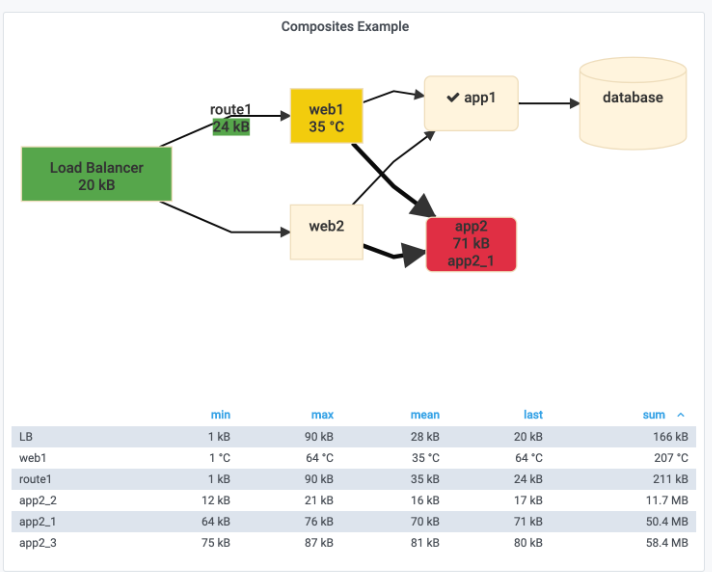 Composites Example
route1
24 kB
web1
35 °C
✔ app1
database
Load Balancer
20 kB
web2
app2
71 kB
app2_1
min max mean last sum
LB 1 kB 90 kB 28 kB 20 kB 166 kB
web1 1 °C 64 °C 35 °C 64 °C 207 °C
route1 1 kB 90 kB 35 kB 24 kB 211 kB
app2_2 12 kB 21 kB 16 kB 17 kB 11.7 MB
app2_1 64 kB 76 kB 70 kB 71 kB 50.4 MB
app2_3 75 kB 87 kB 81 kB 80 kB 58.4 MB